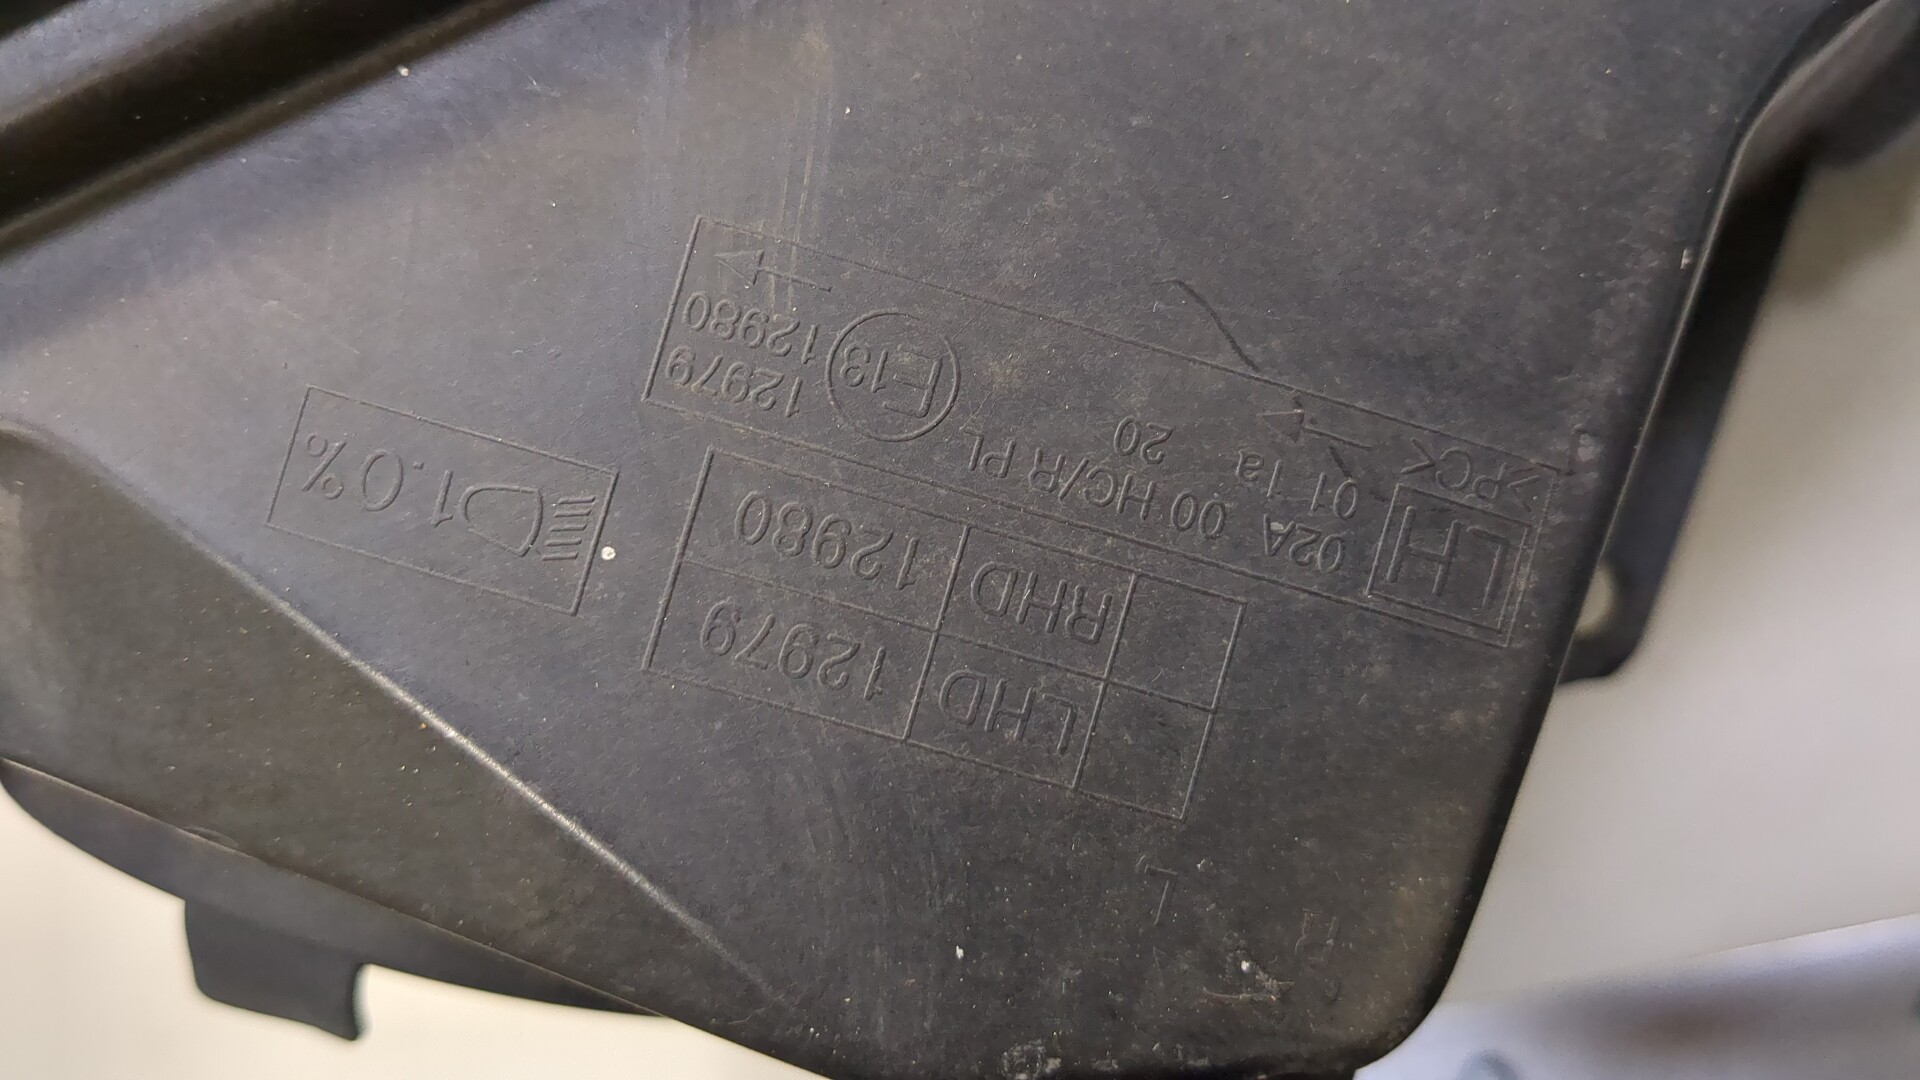 LHD 12979
RHD 12980
1.0%
LH
02A 00 HC/R PL
01 1a 20
>PC<
E13
12979
12980
L
R